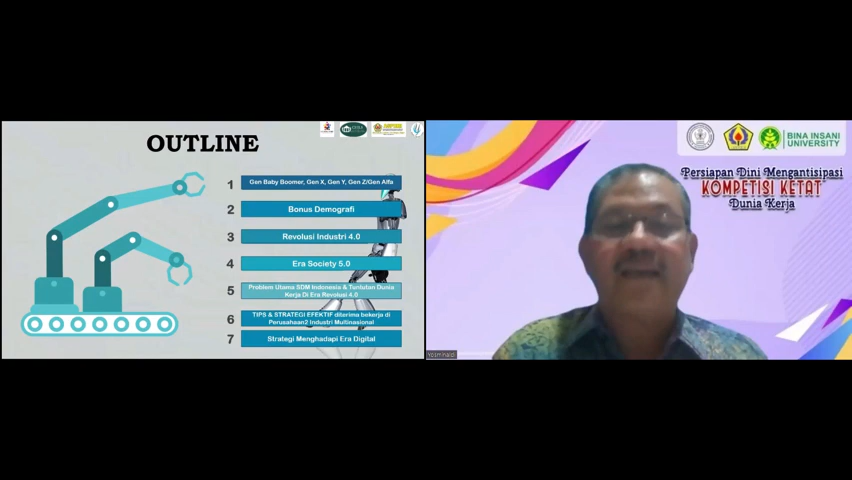 OUTLINE
1 Gen Baby Boomer, Gen X, Gen Y, Gen Z/Gen Alfa
2 Bonus Demografi
3 Revolusi Industri 4.0
4 Era Society 5.0
5 Problem Utama SDM Indonesia & Tuntutan Dunia
Kerja Di Era Revolusi 4.0
6 TIPS & STRATEGI EFEKTIF diterima bekerja di
Perusahaan2 Industri Multinasional
7 Strategi Menghadapi Era Digital
BINA INSANI
UNIVERSITY
Persiapan Dini Mengantisipasi
KOMPETISI KETAT
Dunia Kerja